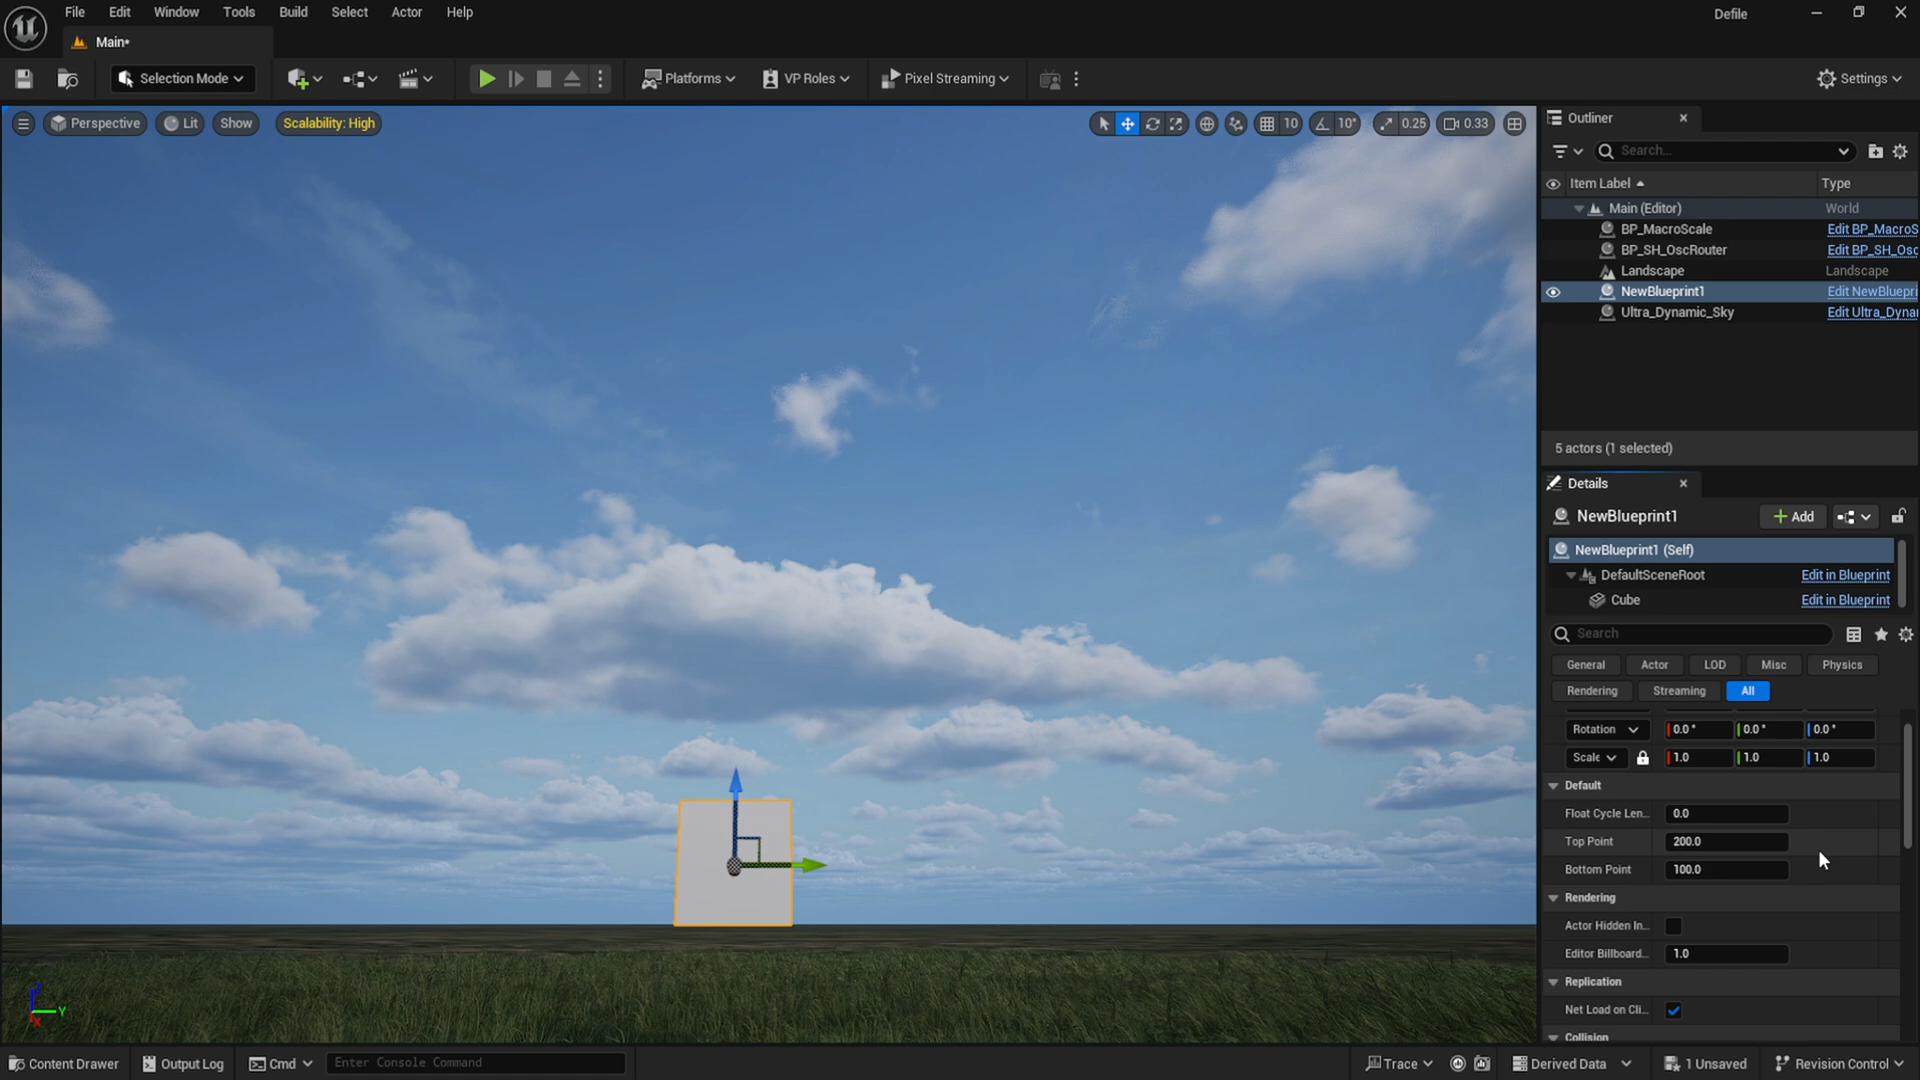 File Edit Window Tools Build Select Actor Help Defile
Main*
Selection Mode Platforms VP Roles Pixel Streaming Settings
Perspective Lit Show Scalability: High 10 10° 0.25 0.33
Outliner
Search...
Item Label Type
Main (Editor) World
BP_MacroScale Edit BP_MacroS
BP_SH_OscRouter Edit BP_SH_Osc
Landscape Landscape
NewBlueprint1 Edit NewBluepri
Ultra_Dynamic_Sky Edit Ultra_Dyna
5 actors (1 selected)
Details
NewBlueprint1 Add
NewBlueprint1 (Self)
DefaultSceneRoot Edit in Blueprint
Cube Edit in Blueprint
Search
General Actor LOD Misc Physics
Rendering Streaming All
Rotation 0.0° 0.0° 0.0°
Scale 1.0 1.0 1.0
Default
Float Cycle Len... 0.0
Top Point 200.0
Bottom Point 100.0
Rendering
Actor Hidden In...
Editor Billboard... 1.0
Replication
Net Load on Cli...
Collision
Z Y X
Content Drawer Output Log Cmd Enter Console Command Trace Derived Data 1 Unsaved Revision Control